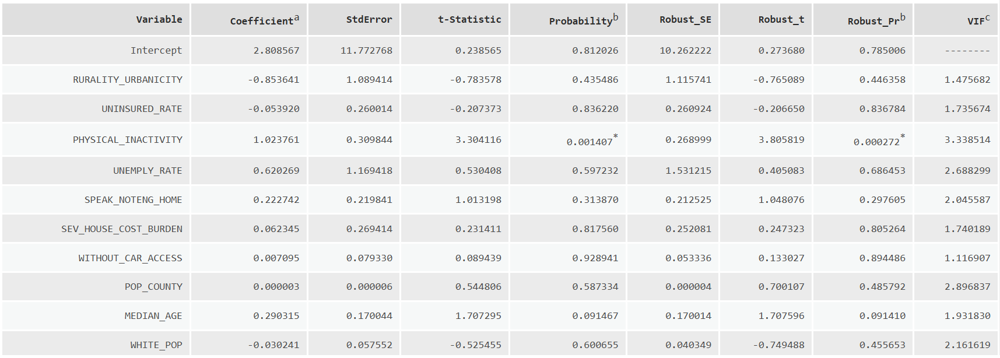 Variable Coefficienta StdError t-Statistic Probabilityb Robust_SE Robust_t Robust_Prb VIFc
Intercept 2.808567 11.772768 0.238565 0.812026 10.262222 0.273680 0.785006 --------
RURALITY_URBANICITY -0.853641 1.089414 -0.783578 0.435486 1.115741 -0.765089 0.446358 1.475682
UNINSURED_RATE -0.053920 0.260014 -0.207373 0.836220 0.260924 -0.206650 0.836784 1.735674
PHYSICAL_INACTIVITY 1.023761 0.309844 3.304116 0.001407* 0.268999 3.805819 0.000272* 3.338514
UNEMPLY_RATE 0.620269 1.169418 0.530408 0.597232 1.531215 0.405083 0.686453 2.688299
SPEAK_NOTENG_HOME 0.222742 0.219841 1.013198 0.313870 0.212525 1.048076 0.297605 2.045587
SEV_HOUSE_COST_BURDEN 0.062345 0.269414 0.231411 0.817560 0.252081 0.247323 0.805264 1.740189
WITHOUT_CAR_ACCESS 0.007095 0.079330 0.089439 0.928941 0.053336 0.133027 0.894486 1.116907
POP_COUNTY 0.000003 0.000006 0.544806 0.587334 0.000004 0.700107 0.485792 2.896837
MEDIAN_AGE 0.290315 0.170044 1.707295 0.091467 0.170014 1.707596 0.091410 1.931830
WHITE_POP -0.030241 0.057552 -0.525455 0.600655 0.040349 -0.749488 0.455653 2.161619